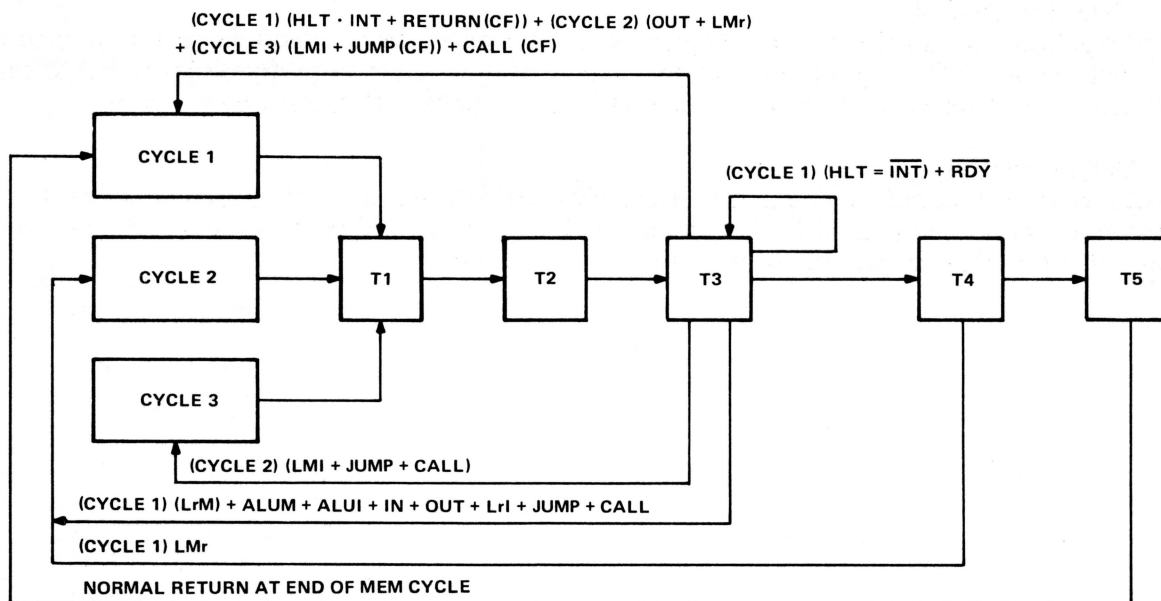 (CYCLE 1) (HLT · INT + RETURN (CF)) + (CYCLE 2) (OUT + LMr)
+ (CYCLE 3) (LMI + JUMP (CF)) + CALL (CF)
CYCLE 1
(CYCLE 1) (HLT = I̅N̅T̅) + R̅D̅Y̅
CYCLE 2
T1
T2
T3
T4
T5
CYCLE 3
(CYCLE 2) (LMI + JUMP + CALL)
(CYCLE 1) (LrM) + ALUM + ALUI + IN + OUT + LrI + JUMP + CALL
(CYCLE 1) LMr
NORMAL RETURN AT END OF MEM CYCLE